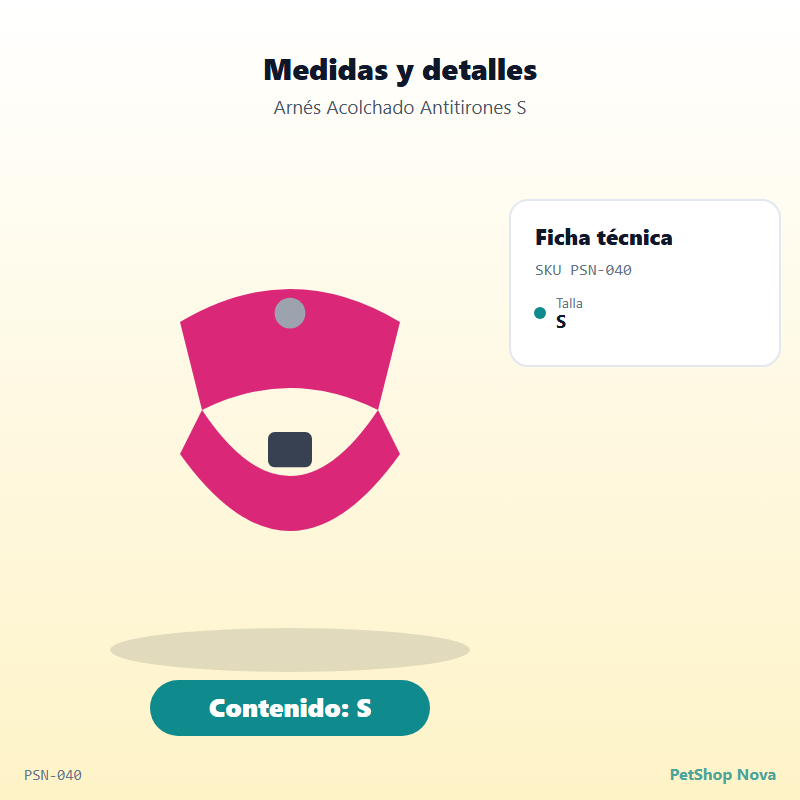 Medidas y detalles
Arnés Acolchado Antitirones S
Ficha técnica
SKU PSN-040
Talla
S
Contenido: S
PSN-040
PetShop Nova